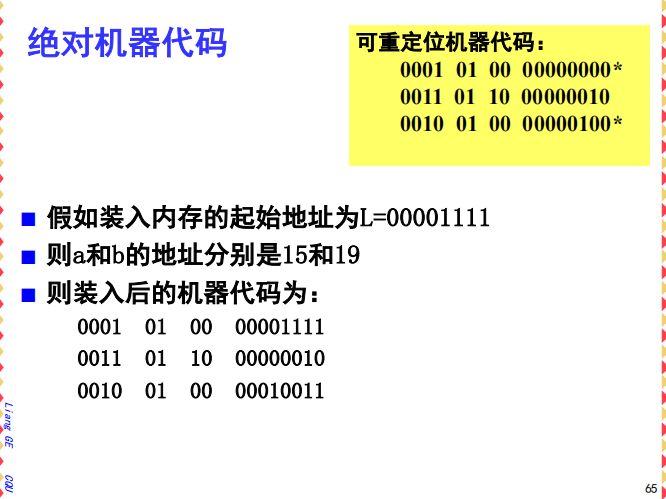 绝对机器代码
可重定位机器代码：
0001 01 00 00000000*
0011 01 10 00000010
0010 01 00 00000100*
假如装入内存的起始地址为L=00001111
则a和b的地址分别是15和19
则装入后的机器代码为：
0001 01 00 00001111
0011 01 10 00000010
0010 01 00 00010011
Liang GE CQU
65